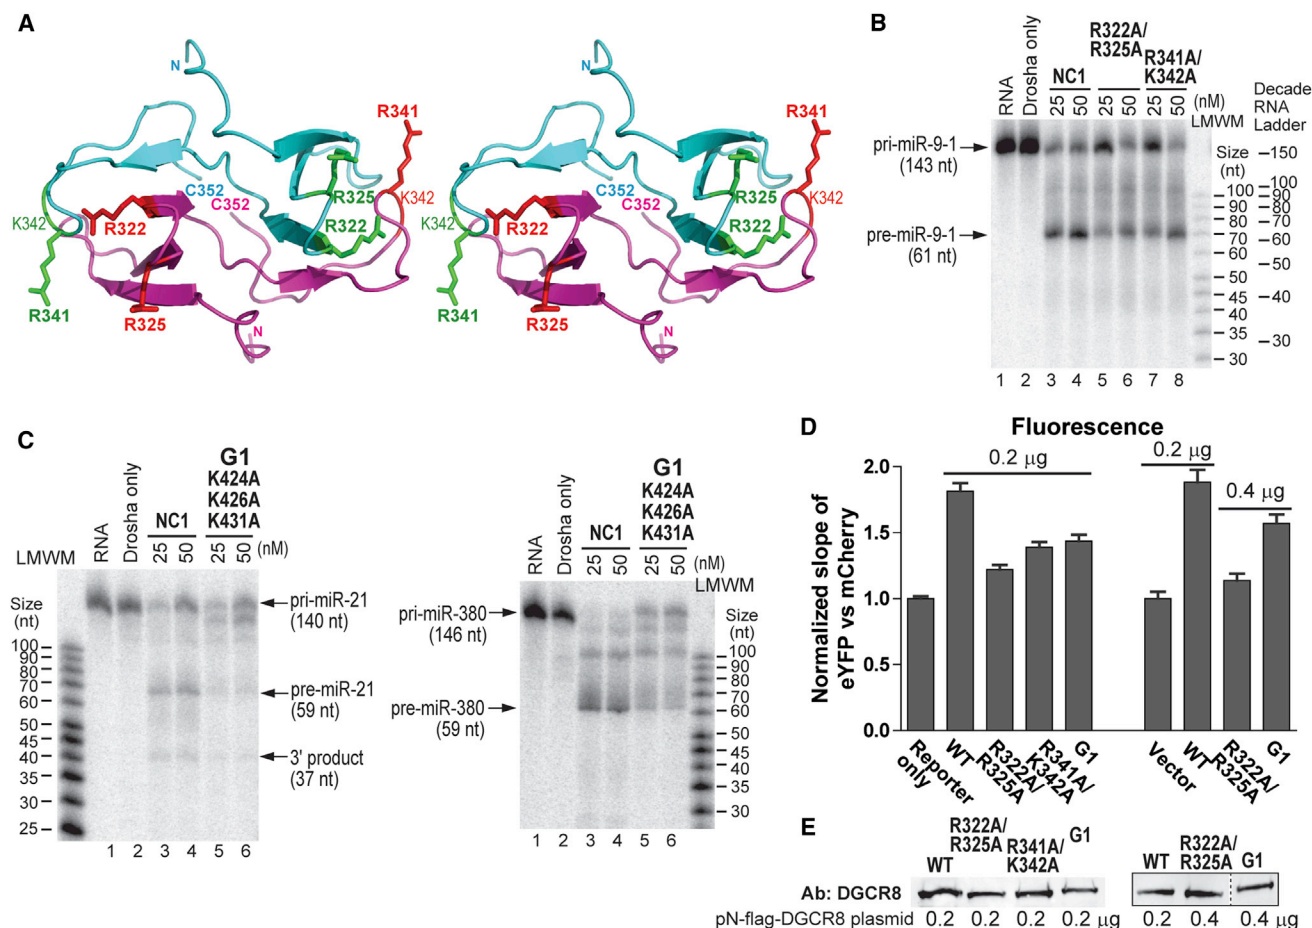 A
N
R341
K342
R325
R322
C352
C352
R322
K342
R341
R325
N
N
R341
K342
R325
R322
C352
C352
R322
K342
R341
R325
N
B
RNA
Drosha only
NC1
R322A/
R325A
R341A/
K342A
25
50
25
50
25
50
(nM)
LMWM
Decade
RNA
Ladder
pri-miR-9-1
(143 nt)
pre-miR-9-1
(61 nt)
Size
(nt)
100
90
80
70
60
50
45
40
35
30
150
100
90
80
70
60
50
40
30
1 2 3 4 5 6 7 8
C
LMWM
RNA
Drosha only
NC1
G1
K424A
K426A
K431A
25
50
25
50
(nM)
Size
(nt)
100
90
80
70
60
50
45
40
35
30
25
pri-miR-21
(140 nt)
pre-miR-21
(59 nt)
3' product
(37 nt)
1 2 3 4 5 6
RNA
Drosha only
NC1
G1
K424A
K426A
K431A
25
50
25
50
(nM)
LMWM
pri-miR-380
(146 nt)
pre-miR-380
(59 nt)
Size
(nt)
100
90
80
70
60
50
45
40
35
30
1 2 3 4 5 6
D
Fluorescence
Normalized slope of
eYFP vs mCherry
2.0
1.5
1.0
0.5
0.0
0.2 µg
0.2 µg
0.4 µg
Reporter
only
WT
R322A/
R325A
R341A/
K342A
G1
Vector
WT
R322A/
R325A
G1
E
WT
R322A/
R325A
R341A/
K342A
G1
WT
R322A/
R325A
G1
Ab: DGCR8
pN-flag-DGCR8 plasmid 0.2 0.2 0.2 0.2 µg 0.2 0.4 0.4 µg